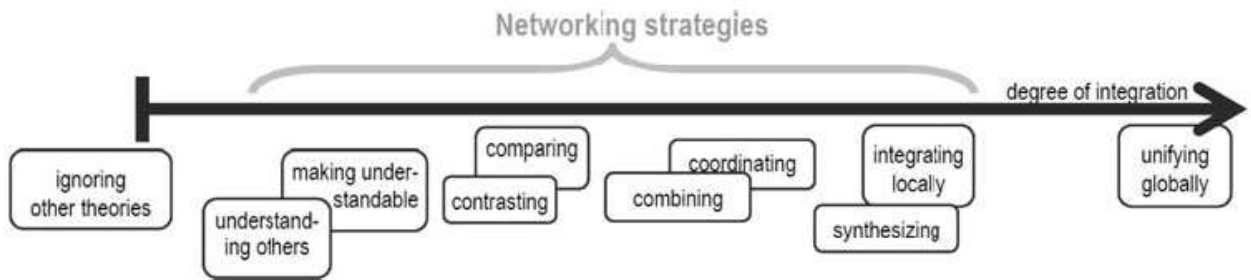 Networking strategies
degree of integration
ignoring
other theories
making under-
standable
understand-
ing others
comparing
contrasting
coordinating
combining
integrating
locally
synthesizing
unifying
globally